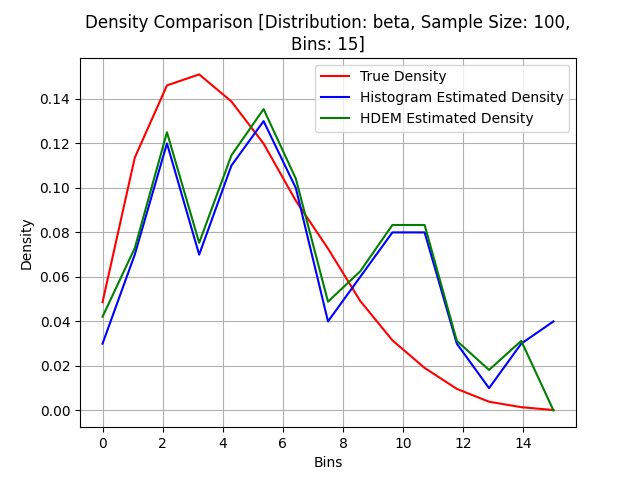 Density Comparison [Distribution: beta, Sample Size: 100,
Bins: 15]
True Density
Histogram Estimated Density
HDEM Estimated Density
Density
0.14
0.12
0.10
0.08
0.06
0.04
0.02
0.00
0 2 4 6 8 10 12 14
Bins